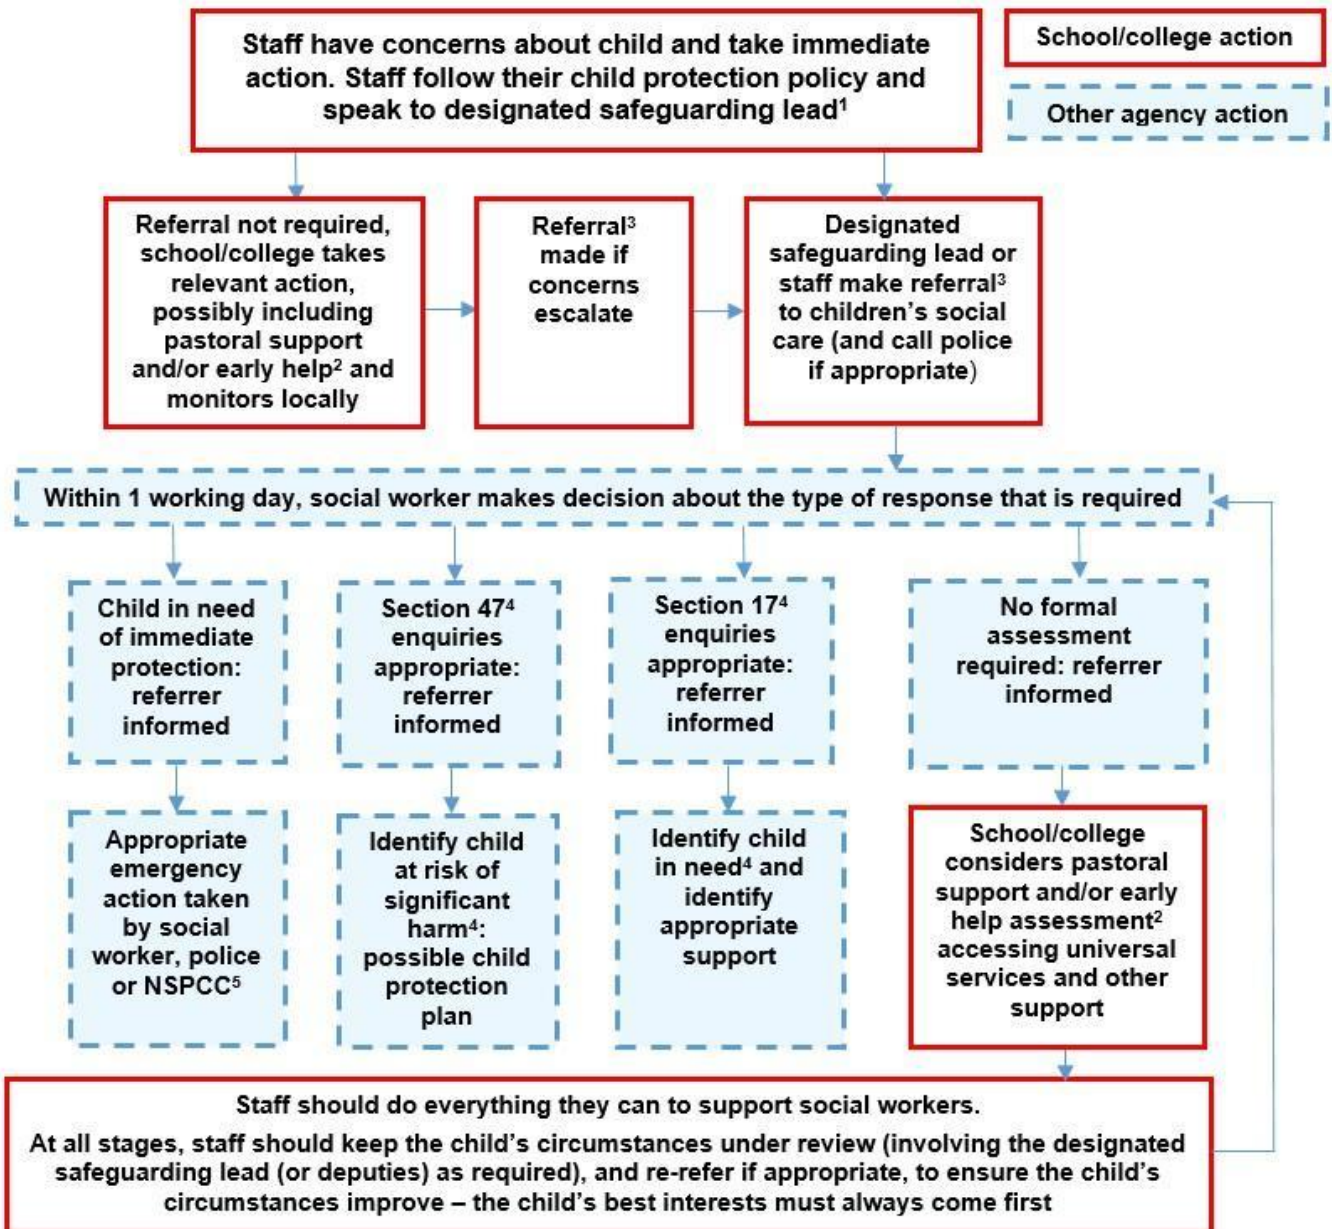 Staff have concerns about child and take immediate
action. Staff follow their child protection policy and
speak to designated safeguarding lead¹
School/college action
Other agency action
Referral not required,
school/college takes
relevant action,
possibly including
pastoral support
and/or early help² and
monitors locally
Referral³
made if
concerns
escalate
Designated
safeguarding lead or
staff make referral³
to children’s social
care (and call police
if appropriate)
Within 1 working day, social worker makes decision about the type of response that is required
Child in need
of immediate
protection:
referrer
informed
Section 47⁴
enquiries
appropriate:
referrer
informed
Section 17⁴
enquiries
appropriate:
referrer
informed
No formal
assessment
required: referrer
informed
Appropriate
emergency
action taken
by social
worker, police
or NSPCC⁵
Identify child
at risk of
significant
harm⁴:
possible child
protection
plan
Identify child
in need⁴ and
identify
appropriate
support
School/college
considers pastoral
support and/or early
help assessment²
accessing universal
services and other
support
Staff should do everything they can to support social workers.
At all stages, staff should keep the child’s circumstances under review (involving the designated
safeguarding lead (or deputies) as required), and re-refer if appropriate, to ensure the child’s
circumstances improve – the child’s best interests must always come first